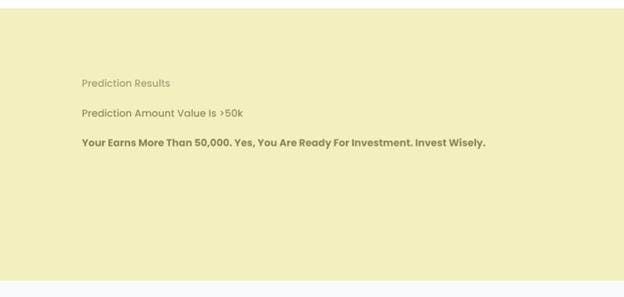 Prediction Results
Prediction Amount Value Is >50k
Your Earns More Than 50,000. Yes, You Are Ready For Investment. Invest Wisely.